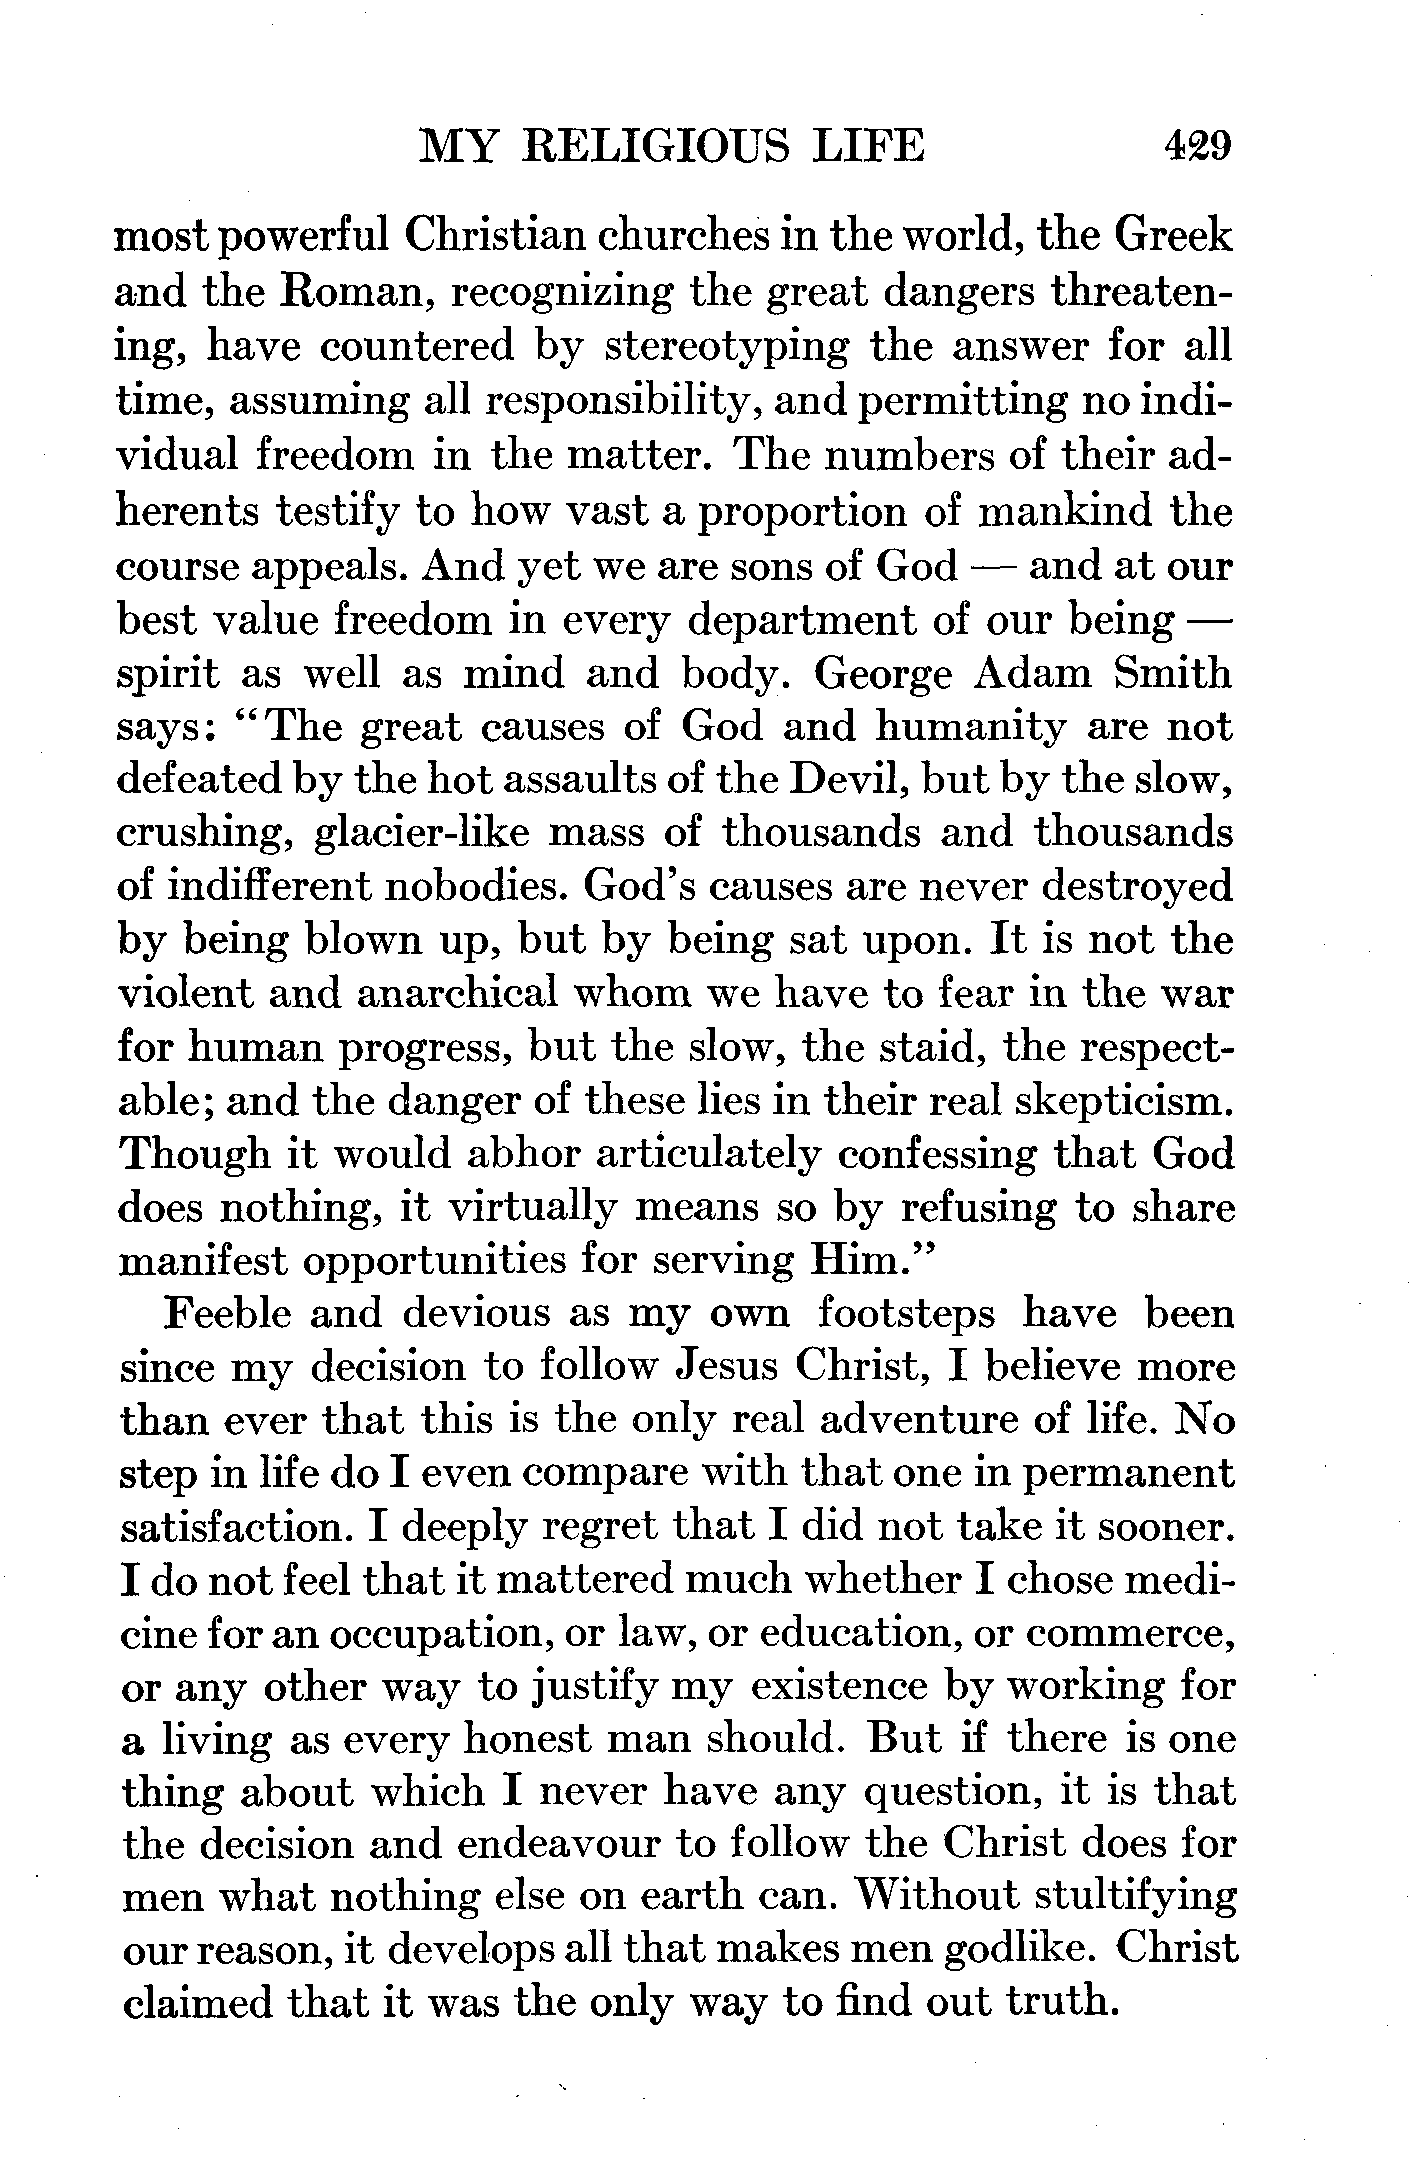 MY RELIGIOUS LIFE 429
most powerful Christian churches in the world, the Greek
and the Roman, recognizing the great dangers threaten-
ing, have countered by stereotyping the answer for all
time, assuming all responsibility, and permitting no indi-
vidual freedom in the matter. The numbers of their ad-
herents testify to how vast a proportion of mankind the
course appeals. And yet we are sons of God — and at our
best value freedom in every department of our being —
spirit as well as mind and body. George Adam Smith
says: “The great causes of God and humanity are not
defeated by the hot assaults of the Devil, but by the slow,
crushing, glacier-like mass of thousands and thousands
of indifferent nobodies. God’s causes are never destroyed
by being blown up, but by being sat upon. It is not the
violent and anarchical whom we have to fear in the war
for human progress, but the slow, the staid, the respect-
able; and the danger of these lies in their real skepticism.
Though it would abhor articulately confessing that God
does nothing, it virtually means so by refusing to share
manifest opportunities for serving Him.”
Feeble and devious as my own footsteps have been
since my decision to follow Jesus Christ, I believe more
than ever that this is the only real adventure of life. No
step in life do I even compare with that one in permanent
satisfaction. I deeply regret that I did not take it sooner.
I do not feel that it mattered much whether I chose medi-
cine for an occupation, or law, or education, or commerce,
or any other way to justify my existence by working for
a living as every honest man should. But if there is one
thing about which I never have any question, it is that
the decision and endeavour to follow the Christ does for
men what nothing else on earth can. Without stultifying
our reason, it develops all that makes men godlike. Christ
claimed that it was the only way to find out truth.